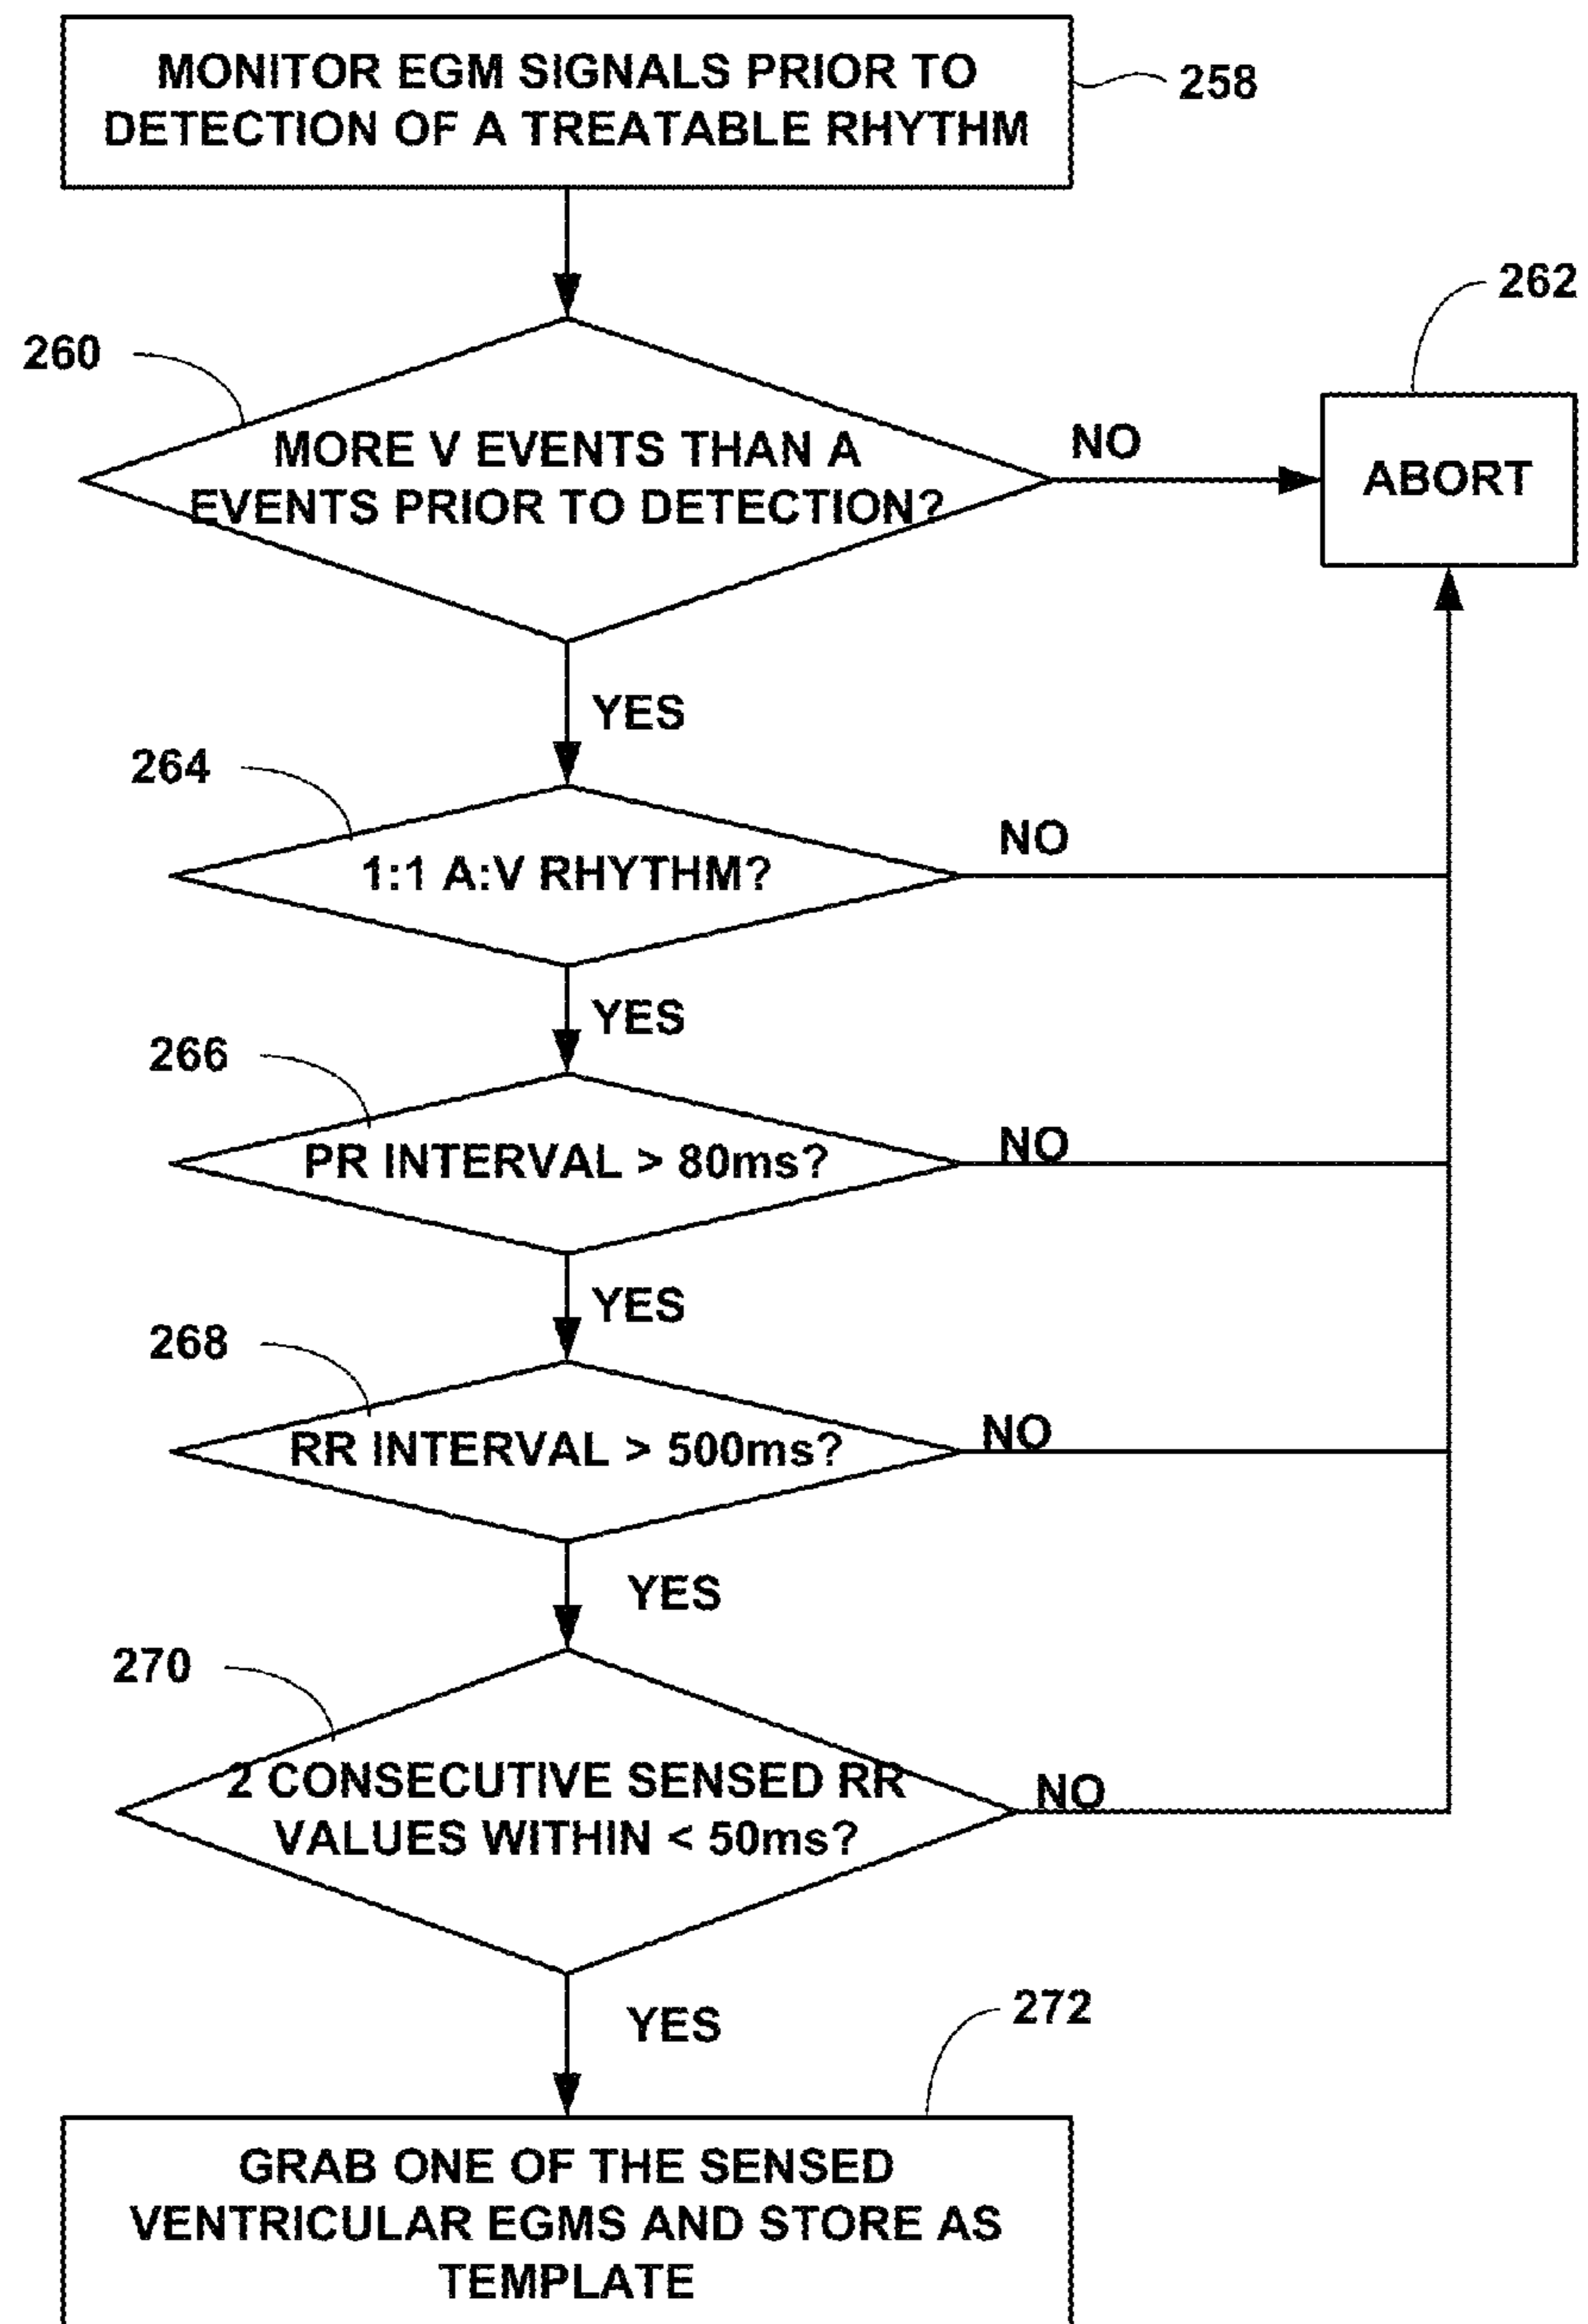 MONITOR EGM SIGNALS PRIOR TO
DETECTION OF A TREATABLE RHYTHM
258
262
260
MORE V EVENTS THAN A
EVENTS PRIOR TO DETECTION?
NO
ABORT
YES
264
1:1 A:V RHYTHM?
NO
YES
266
PR INTERVAL > 80ms?
NO
YES
268
RR INTERVAL > 500ms?
NO
YES
270
2 CONSECUTIVE SENSED RR
VALUES WITHIN < 50ms?
NO
YES
272
GRAB ONE OF THE SENSED
VENTRICULAR EGMS AND STORE AS
TEMPLATE